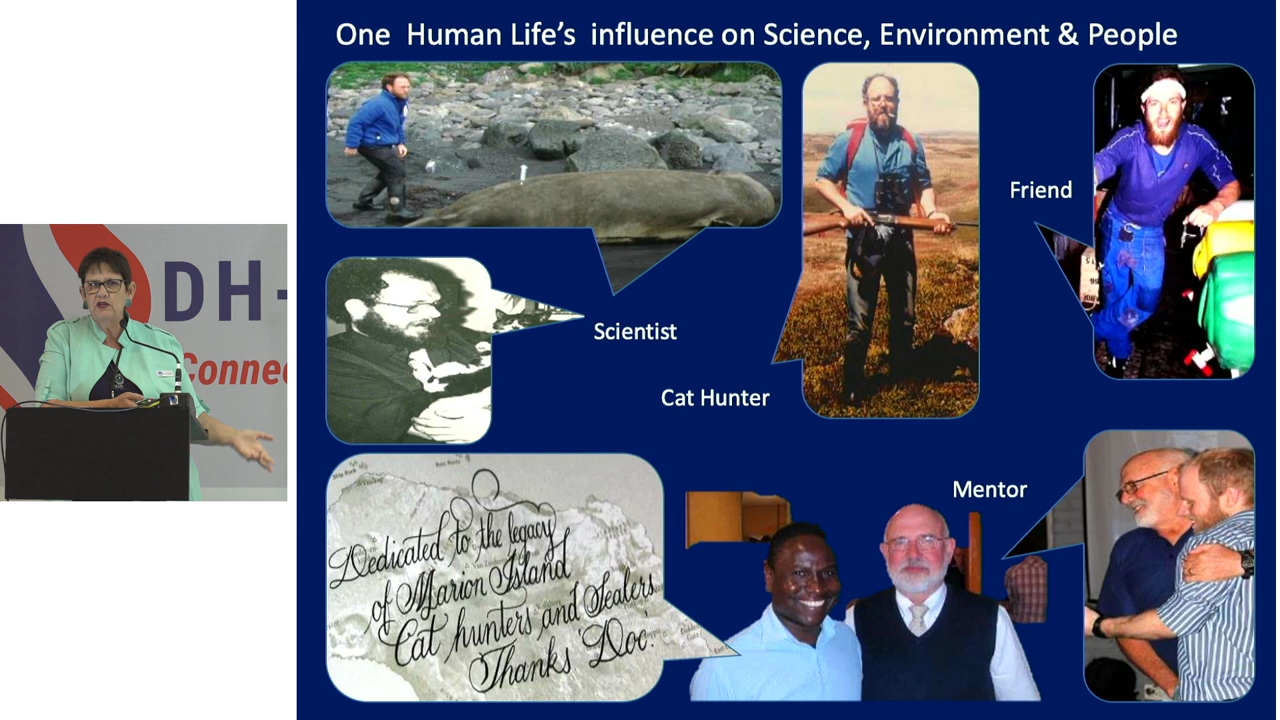 One Human Life's influence on Science, Environment & People
Friend
Scientist
DH-
Connec
Cat Hunter
Mentor
Dedicated to the legacy
of Marion Island
Cat hunters and Sealers
Thanks 'Doc'